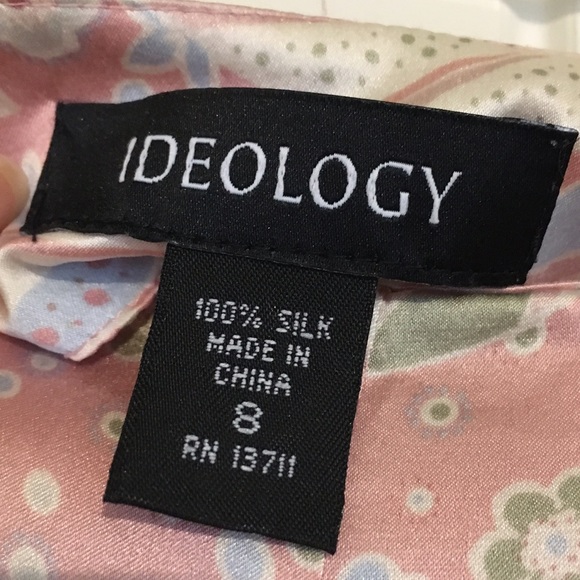 IDEOLOGY
100% SILK
MADE IN
CHINA
8
RN 13711